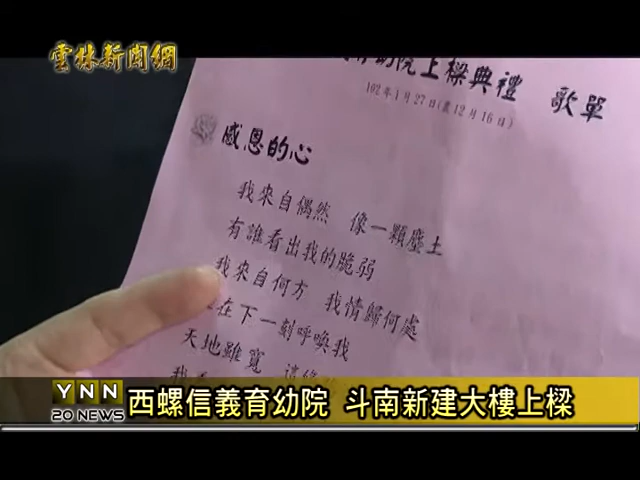 雲林新聞網
育幼院上樑典禮 歌單
102年1月27日(農12月16日)
感恩的心
我來自偶然 像一顆塵土
有誰看出我的脆弱
我來自何方 我情歸何處
在下一刻呼喚我
天地雖寬 這條
我
YNN
20 NEWS
西螺信義育幼院 斗南新建大樓上樑